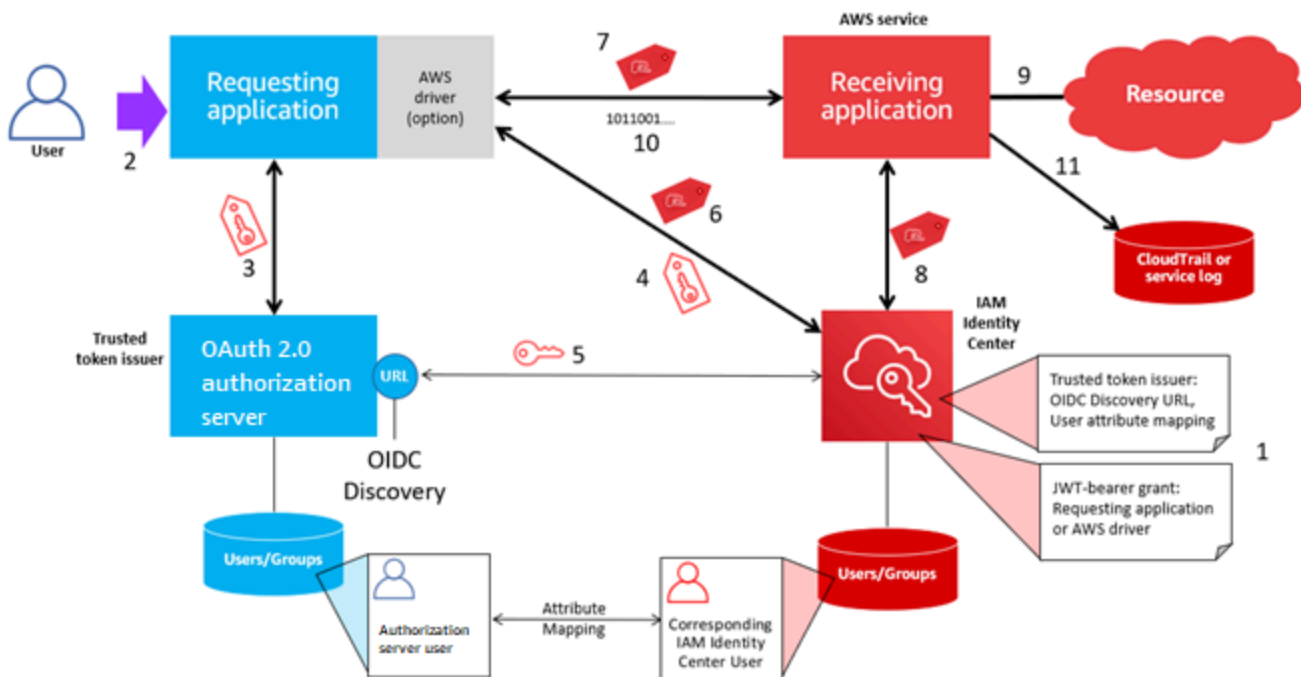 AWS service
7
Requesting
application
AWS
driver
(option)
Receiving
application
9
Resource
User
2
1011001....
10
11
6
3
4
8
CloudTrail or
service log
Trusted
token issuer
OAuth 2.0
authorization
server
URL
5
IAM
Identity
Center
Trusted token issuer:
OIDC Discovery URL,
User attribute mapping
1
OIDC
Discovery
JWT-bearer grant:
Requesting application
or AWS driver
Users/Groups
Users/Groups
Authorization
server user
Attribute
Mapping
Corresponding
IAM Identity
Center User